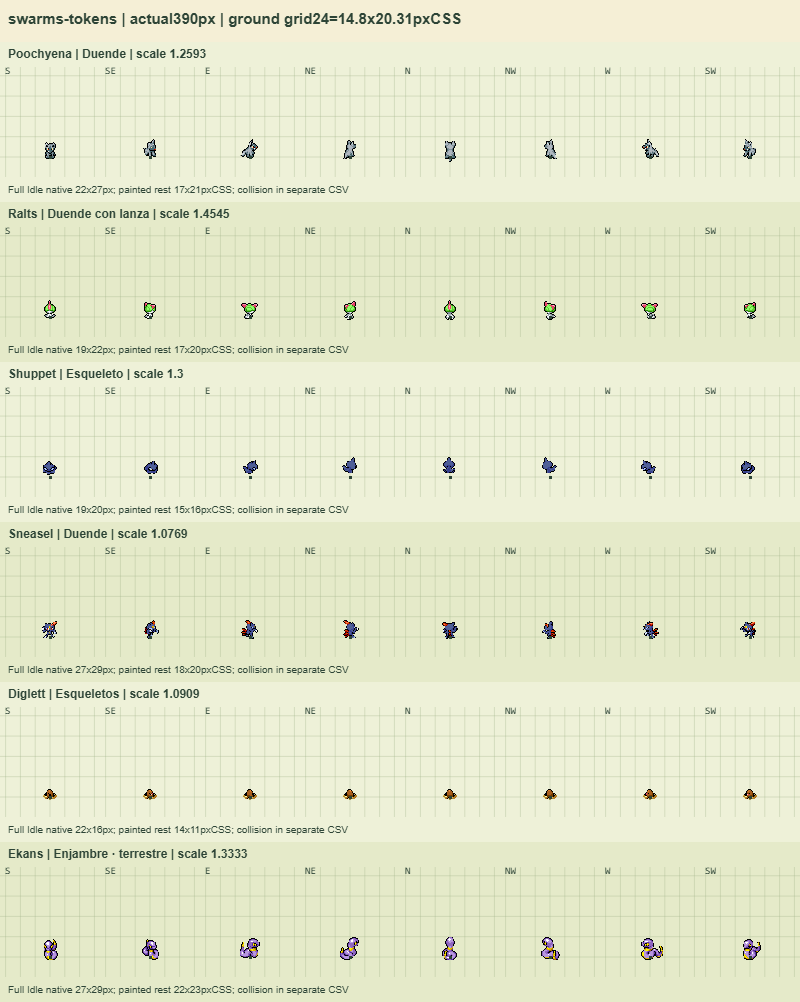 swarms-tokens | actual390px | ground grid24=14.8x20.31pxCSS
Poochyena | Duende | scale 1.2593
S SE E NE N NW W SW
Full Idle native 22x27px; painted rest 17x21pxCSS; collision in separate CSV
Ralts | Duende con lanza | scale 1.4545
S SE E NE N NW W SW
Full Idle native 19x22px; painted rest 17x20pxCSS; collision in separate CSV
Shuppet | Esqueleto | scale 1.3
S SE E NE N NW W SW
Full Idle native 19x20px; painted rest 15x16pxCSS; collision in separate CSV
Sneasel | Duende | scale 1.0769
S SE E NE N NW W SW
Full Idle native 27x29px; painted rest 18x20pxCSS; collision in separate CSV
Diglett | Esqueletos | scale 1.0909
S SE E NE N NW W SW
Full Idle native 22x16px; painted rest 14x11pxCSS; collision in separate CSV
Ekans | Enjambre · terrestre | scale 1.3333
S SE E NE N NW W SW
Full Idle native 27x29px; painted rest 22x23pxCSS; collision in separate CSV